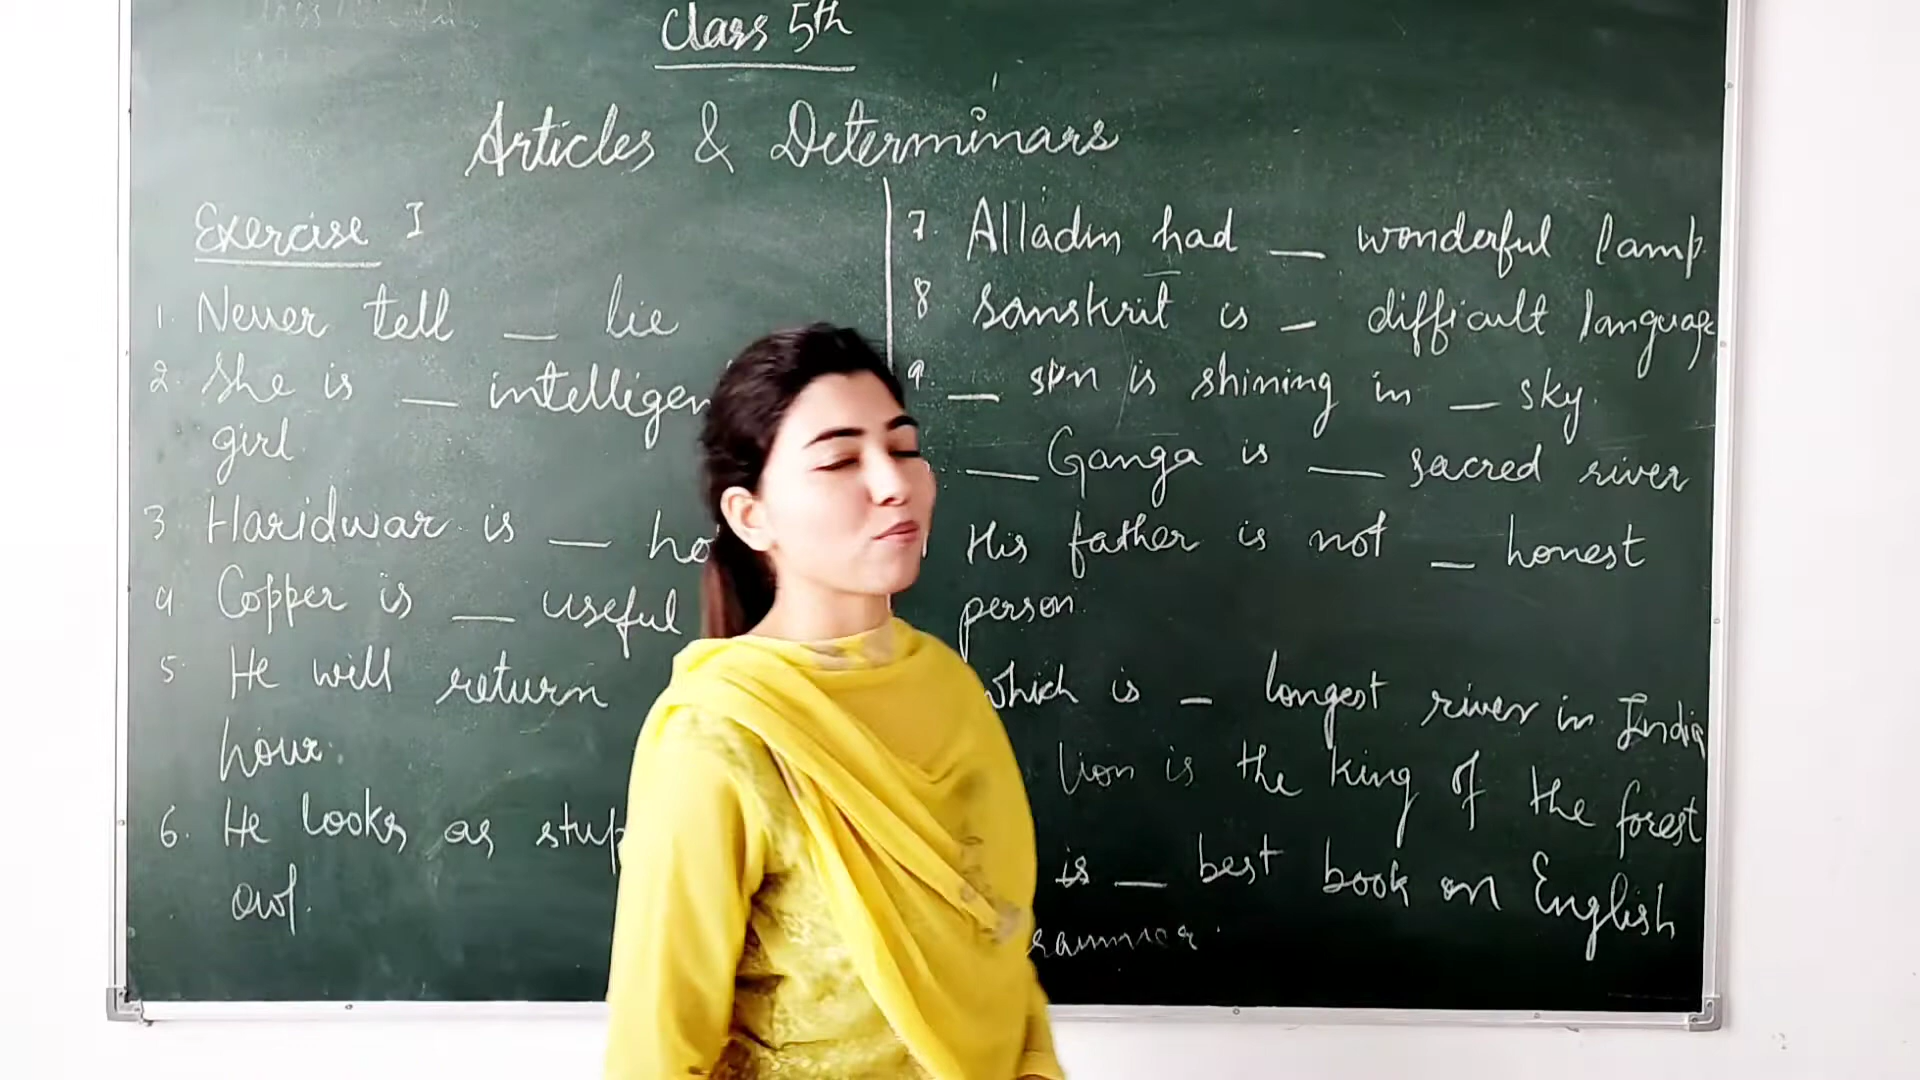 Class 5th
Articles & Determinars
Exercise I
1. Never tell __ lie
2. She is __ intelligen
girl.
3 Haridwar is __ ho
4 Copper is __ useful
5. He will return
hour.
6. He looks as stup
owl.
7. Alladin had __ wonderful lamp.
8 Sanskrit is __ difficult language
9. __ sun is shining in __ sky.
__ Ganga is __ sacred river
His father is not __ honest
person.
which is __ longest river in India
lion is the king of the forest
is __ best book on English
rammer.